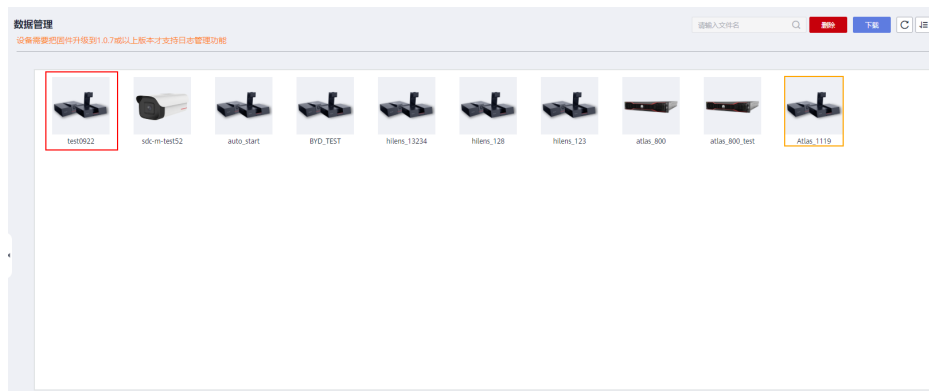 数据管理
请输入文件名
删除
下载
设备需要把固件升级到1.0.7或以上版本才支持日志管理功能
test0922
sdc-m-test52
auto_start
BYD_TEST
hilens_13234
hilens_128
hilens_123
atlas_800
atlas_800_test
Atlas_1119